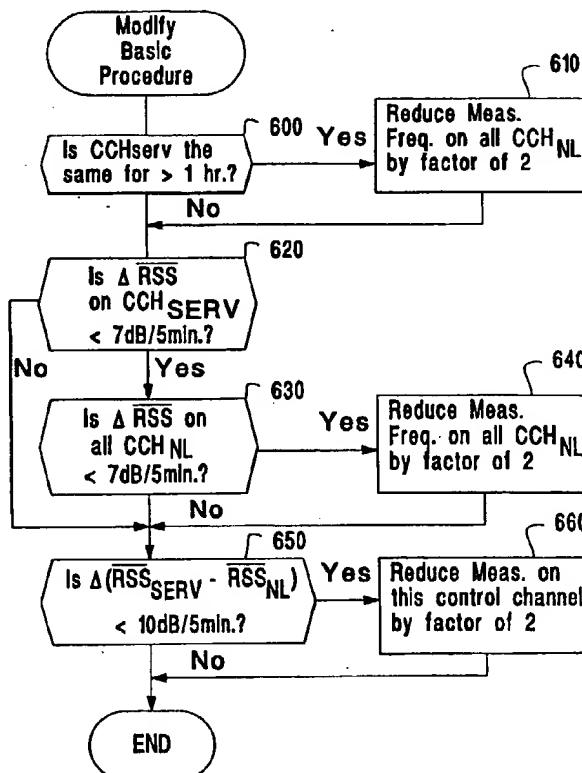 Modify
Basic
Procedure
600
Is CCHserv the
same for > 1 hr.?
Yes
610
Reduce Meas.
Freq. on all CCH NL
by factor of 2
No
620
Is Δ RSS
on CCH SERV
< 7dB/5min.?
No
Yes
630
Is Δ RSS on
all CCH NL
< 7dB/5min.?
Yes
640
Reduce Meas.
Freq. on all CCH NL
by factor of 2
No
650
Is Δ(RSS SERV - RSS NL)
< 10dB/5min.?
Yes
660
Reduce Meas. on
this control channel
by factor of 2
No
END